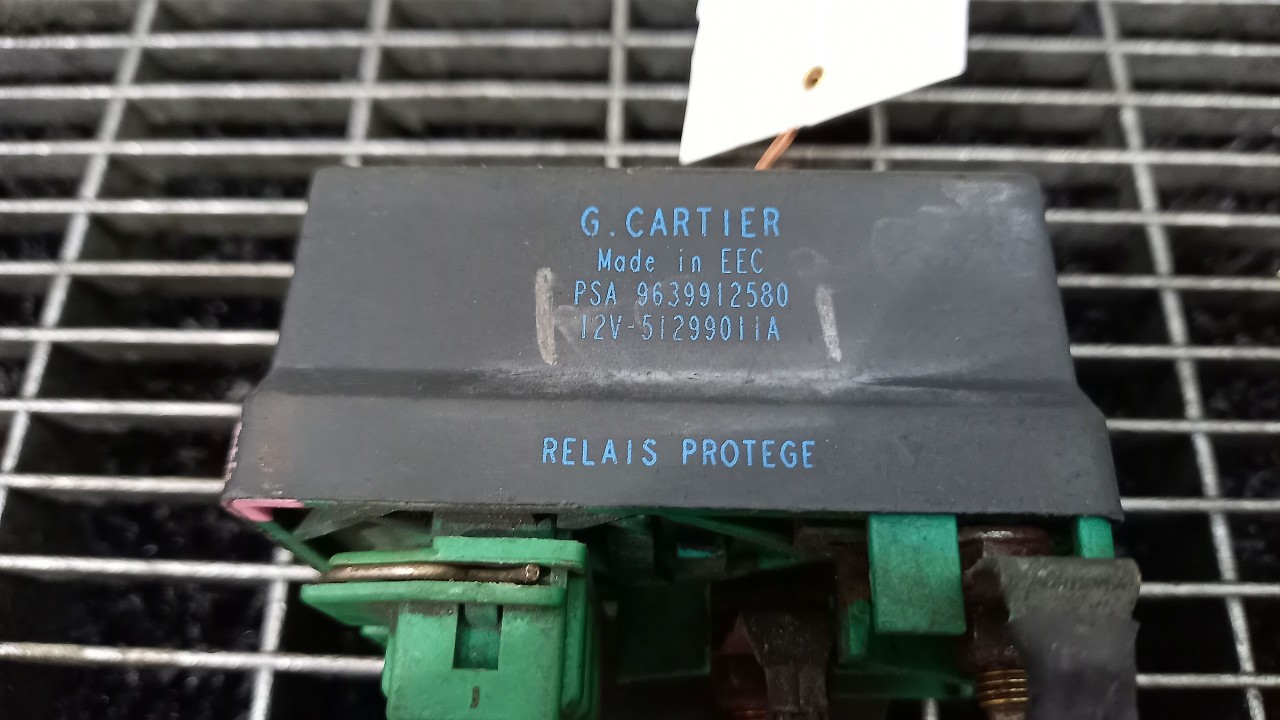 G. CARTIER
Made in EEC
PSA 9639912580
12V-51299011A
RELAIS PROTEGE